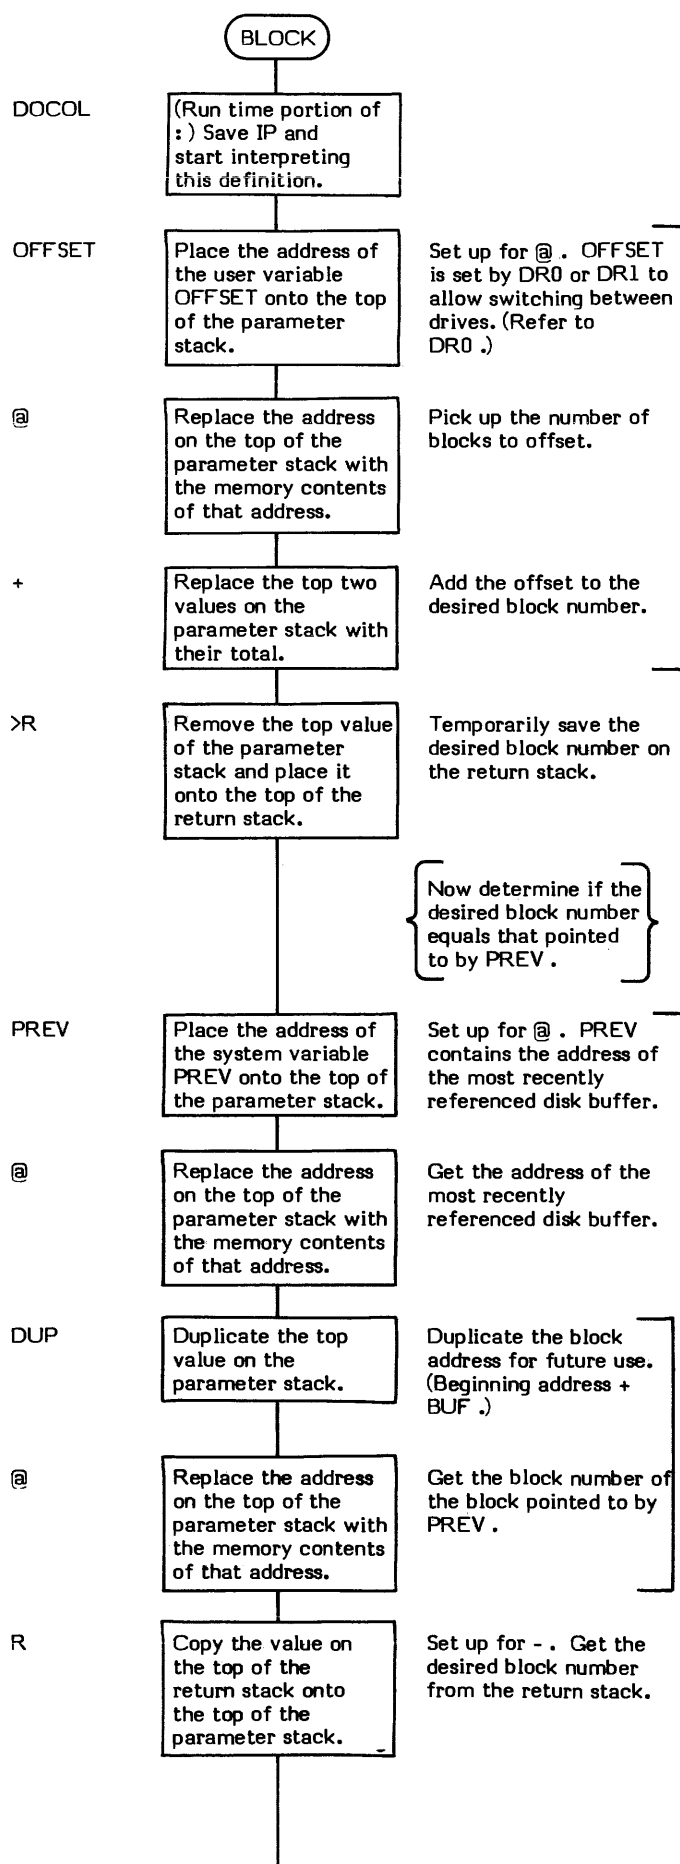 BLOCK
DOCOL
(Run time portion of
: ) Save IP and
start interpreting
this definition.
OFFSET
Place the address of
the user variable
OFFSET onto the top
of the parameter
stack.
Set up for @ . OFFSET
is set by DR0 or DR1 to
allow switching between
drives. (Refer to
DR0 .)
@
Replace the address
on the top of the
parameter stack with
the memory contents
of that address.
Pick up the number of
blocks to offset.
+
Replace the top two
values on the
parameter stack with
their total.
Add the offset to the
desired block number.
>R
Remove the top value
of the parameter
stack and place it
onto the top of the
return stack.
Temporarily save the
desired block number on
the return stack.
Now determine if the
desired block number
equals that pointed
to by PREV .
PREV
Place the address of
the system variable
PREV onto the top of
the parameter stack.
Set up for @ . PREV
contains the address of
the most recently
referenced disk buffer.
@
Replace the address
on the top of the
parameter stack with
the memory contents
of that address.
Get the address of the
most recently
referenced disk buffer.
DUP
Duplicate the top
value on the
parameter stack.
Duplicate the block
address for future use.
(Beginning address +
BUF .)
@
Replace the address
on the top of the
parameter stack with
the memory contents
of that address.
Get the block number of
the block pointed to by
PREV .
R
Copy the value on
the top of the
return stack onto
the top of the
parameter stack.
Set up for - . Get the
desired block number
from the return stack.